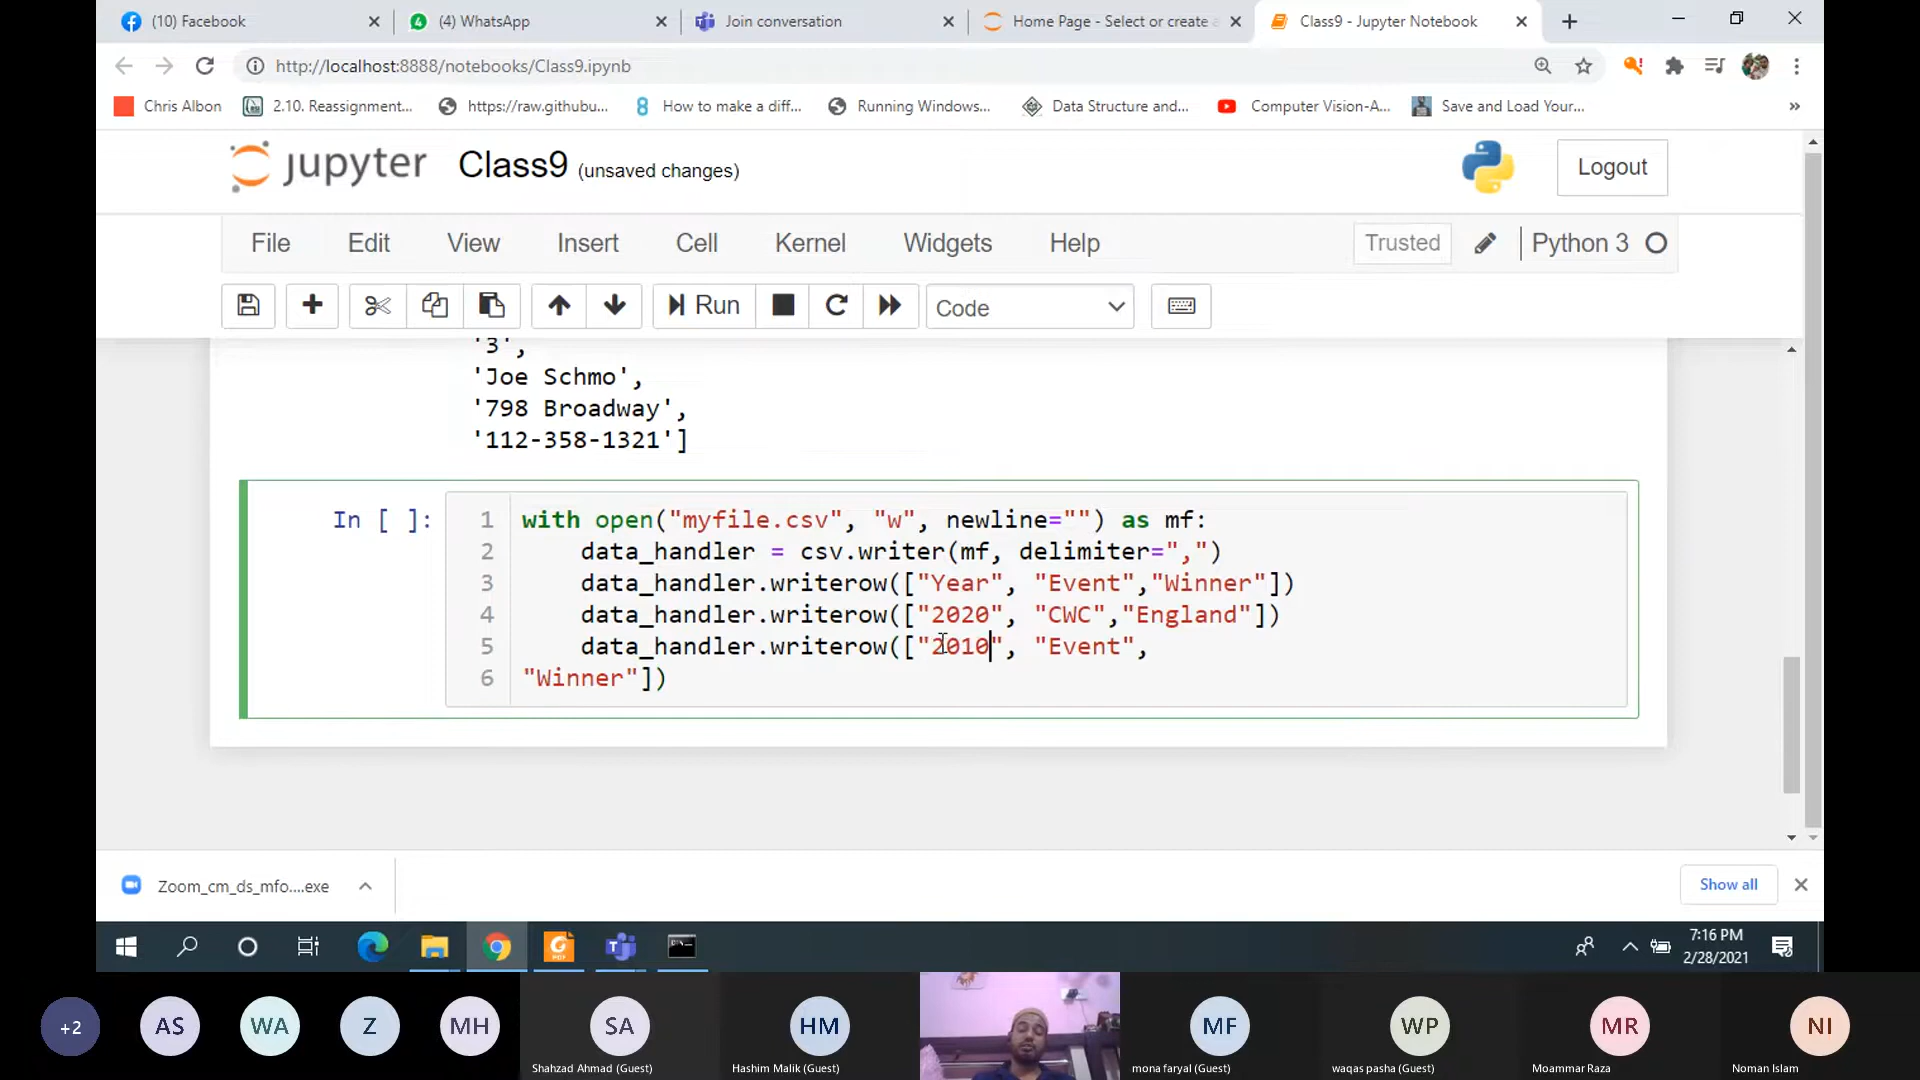 (10) Facebook
(4) WhatsApp
Join conversation
Home Page - Select or create a
Class9 - Jupyter Notebook
http://localhost:8888/notebooks/Class9.ipynb
Chris Albon
2.10. Reassignment...
https://raw.githubu...
How to make a diff...
Running Windows...
Data Structure and...
Computer Vision-A...
Save and Load Your...
»
jupyter Class9 (unsaved changes)
Logout
File Edit View Insert Cell Kernel Widgets Help
Trusted
Python 3
Run
Code
'3',
'Joe Schmo',
'798 Broadway',
'112-358-1321']
In [ ]:
1 with open("myfile.csv", "w", newline="") as mf:
2 data_handler = csv.writer(mf, delimiter=",")
3 data_handler.writerow(["Year", "Event","Winner"])
4 data_handler.writerow(["2020", "CWC","England"])
5 data_handler.writerow(["2010", "Event",
6 "Winner"])
Zoom_cm_ds_mfo....exe
Show all
7:16 PM
2/28/2021
+2
AS
WA
Z
MH
SA
HM
MF
WP
MR
NI
Shahzad Ahmad (Guest)
Hashim Malik (Guest)
mona faryal (Guest)
waqas pasha (Guest)
Moammar Raza
Noman Islam